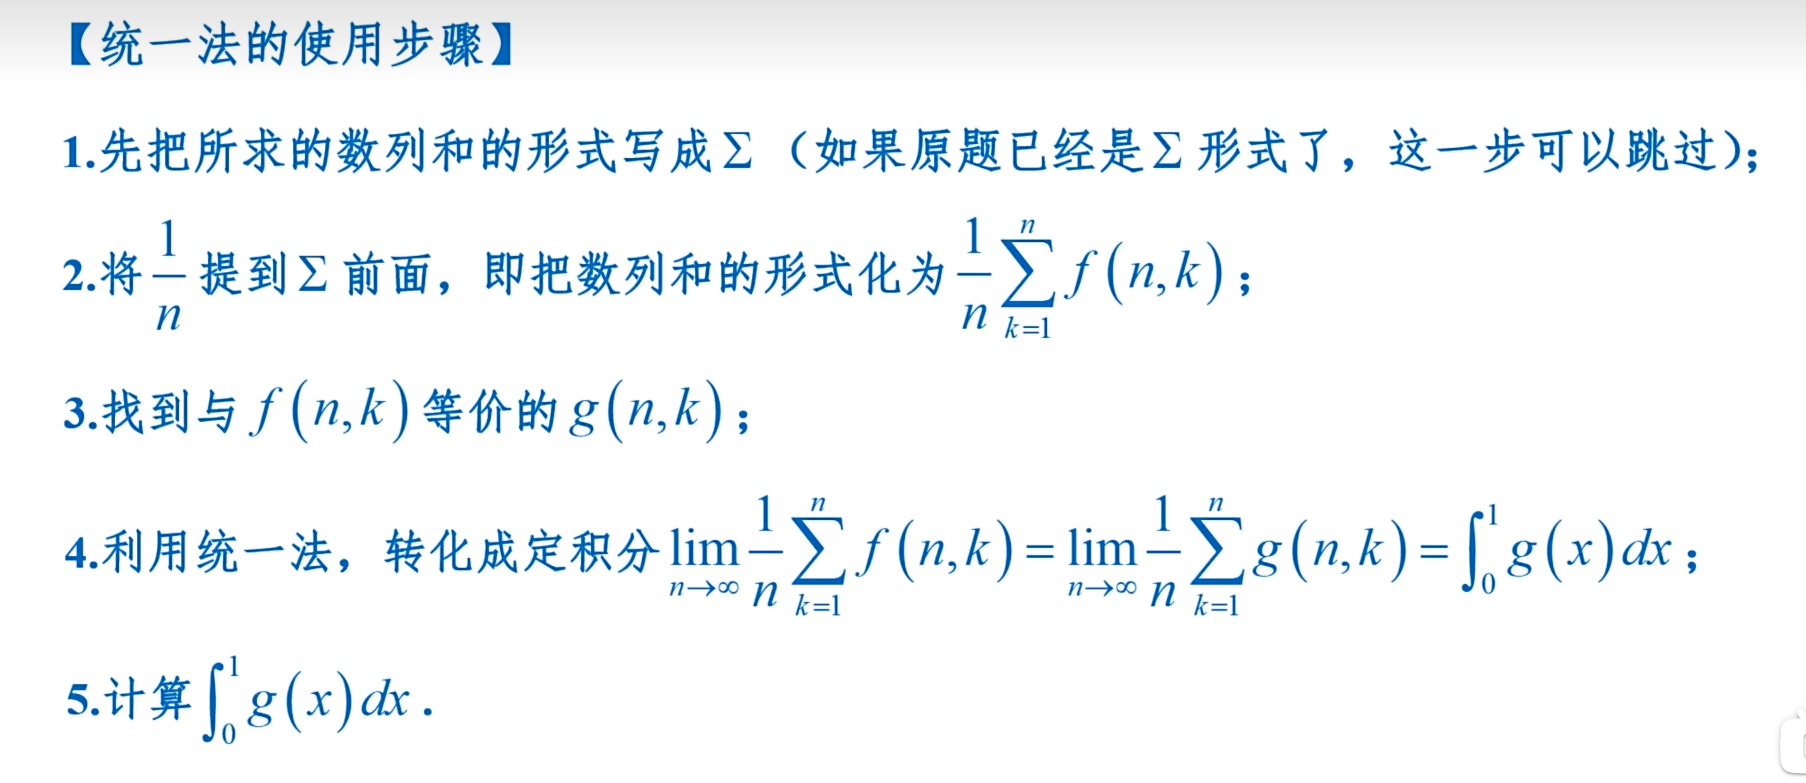 【统一法的使用步骤】
1.先把所求的数列和的形式写成∑（如果原题已经是∑形式了，这一步可以跳过）；
2.将 $\frac{1}{n}$ 提到∑前面，即把数列和的形式化为 $\frac{1}{n}\sum_{k=1}^{n}f(n,k)$；
3.找到与 $f(n,k)$ 等价的 $g(n,k)$；
4.利用统一法，转化成定积分 $\lim_{n\to\infty}\frac{1}{n}\sum_{k=1}^{n}f(n,k)=\lim_{n\to\infty}\frac{1}{n}\sum_{k=1}^{n}g(n,k)=\int_{0}^{1}g(x)dx$；
5.计算 $\int_{0}^{1}g(x)dx$．